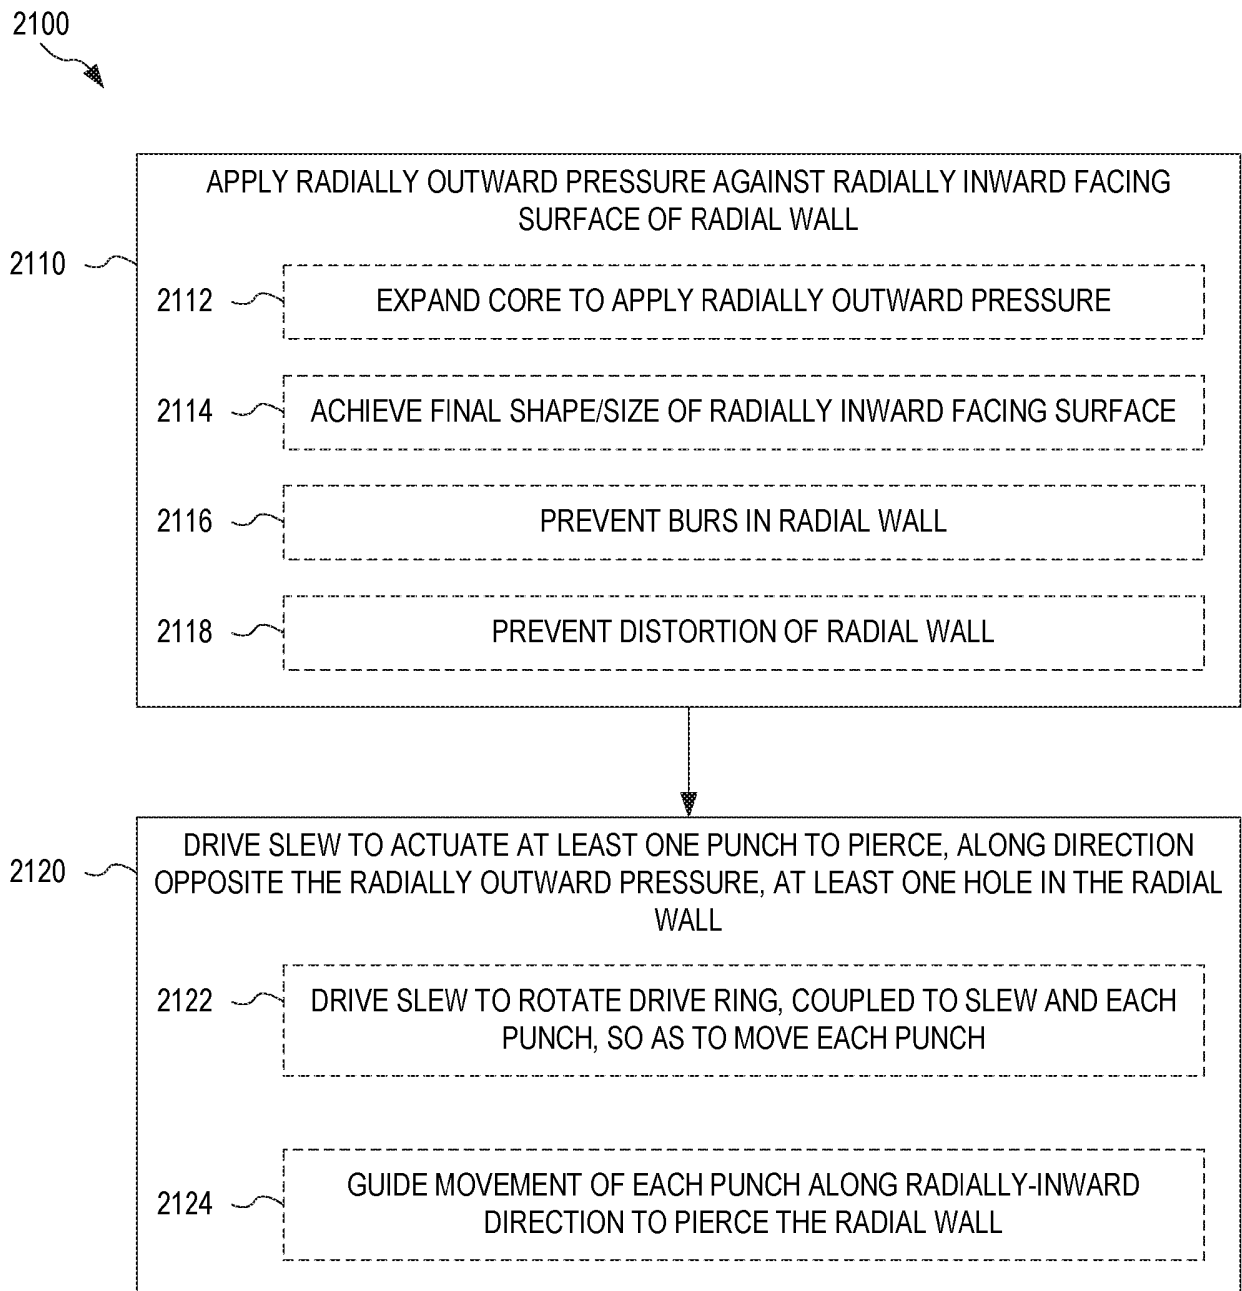 2100
APPLY RADIALLY OUTWARD PRESSURE AGAINST RADIALLY INWARD FACING
SURFACE OF RADIAL WALL
2110
2112
EXPAND CORE TO APPLY RADIALLY OUTWARD PRESSURE
2114
ACHIEVE FINAL SHAPE/SIZE OF RADIALLY INWARD FACING SURFACE
2116
PREVENT BURS IN RADIAL WALL
2118
PREVENT DISTORTION OF RADIAL WALL
DRIVE SLEW TO ACTUATE AT LEAST ONE PUNCH TO PIERCE, ALONG DIRECTION
2120
OPPOSITE THE RADIALLY OUTWARD PRESSURE, AT LEAST ONE HOLE IN THE RADIAL
WALL
2122
DRIVE SLEW TO ROTATE DRIVE RING, COUPLED TO SLEW AND EACH
PUNCH, SO AS TO MOVE EACH PUNCH
2124
GUIDE MOVEMENT OF EACH PUNCH ALONG RADIALLY-INWARD
DIRECTION TO PIERCE THE RADIAL WALL